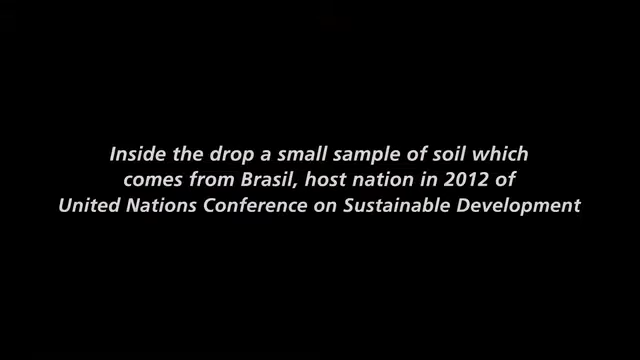 Inside the drop a small sample of soil which
comes from Brasil, host nation in 2012 of
United Nations Conference on Sustainable Development